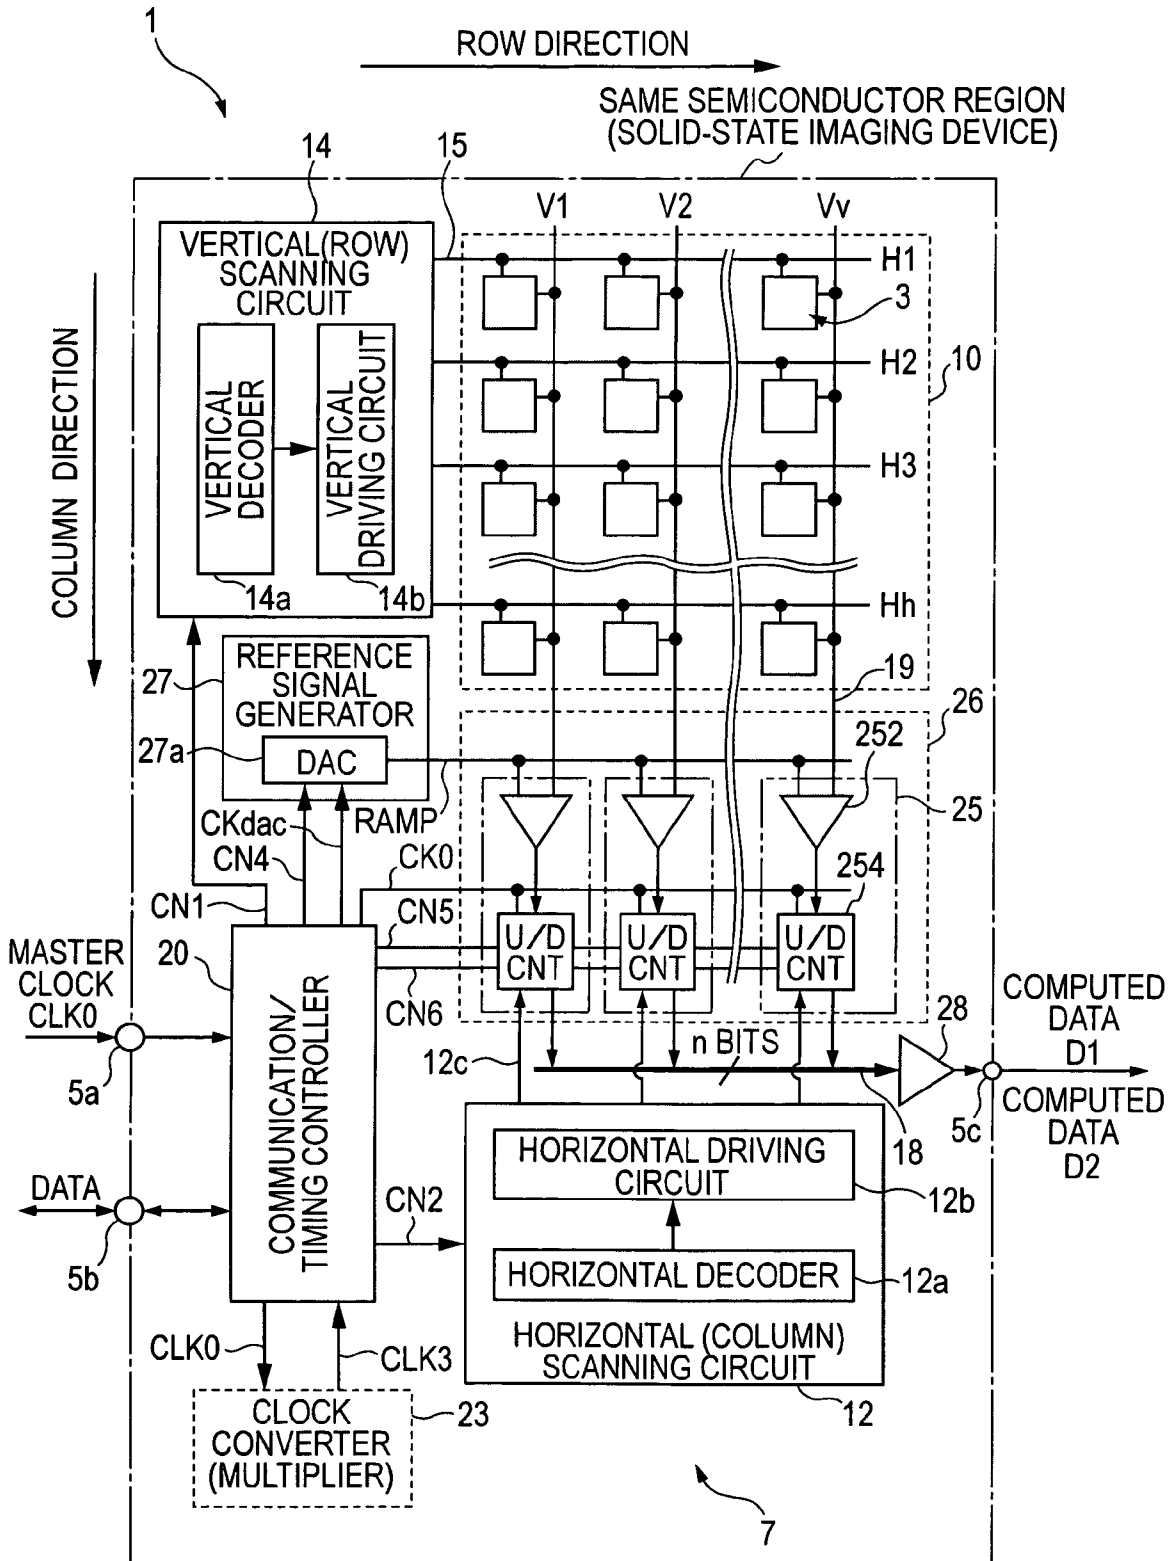 1
ROW DIRECTION
SAME SEMICONDUCTOR REGION
(SOLID-STATE IMAGING DEVICE)
14
15
V1
V2
Vv
VERTICAL(ROW)
SCANNING
CIRCUIT
H1
3
COLUMN DIRECTION
VERTICAL
DECODER
VERTICAL
DRIVING CIRCUIT
H2
10
H3
14a
14b
Hh
27
REFERENCE
SIGNAL
GENERATOR
19
26
27a
DAC
252
RAMP
25
CKdac
CN4
CK0
254
CN1
CN5
U/D
CNT
U/D
CNT
U/D
CNT
20
MASTER
CLOCK
CLK0
CN6
COMPUTED
DATA
D1
28
n BITS
12c
5a
COMMUNICATION/
TIMING CONTROLLER
5c
COMPUTED
DATA
D2
18
HORIZONTAL DRIVING
CIRCUIT
12b
DATA
CN2
5b
HORIZONTAL DECODER
12a
HORIZONTAL (COLUMN)
SCANNING CIRCUIT
CLK0
CLK3
12
CLOCK
CONVERTER
(MULTIPLIER)
23
7